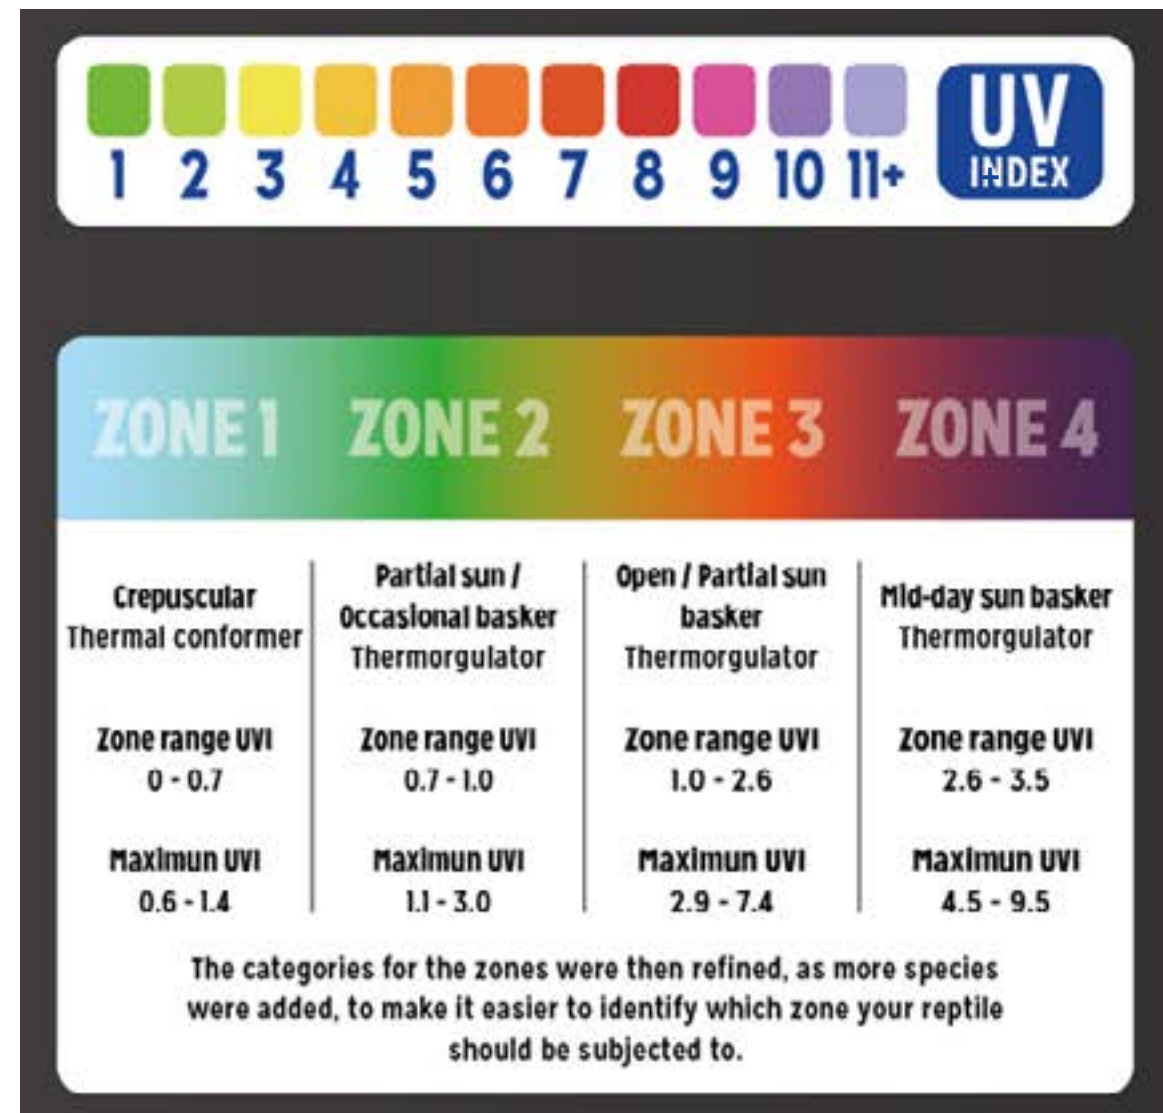 1 2 3 4 5 6 7 8 9 10 11+
UV
INDEX
ZONE 1 ZONE 2 ZONE 3 ZONE 4
Crepuscular
Thermal conformer
Zone range UVI
0 - 0.7
Maximun UVI
0.6 - 1.4
Partial sun /
Occasional basker
Thermorgulator
Zone range UVI
0.7 - 1.0
Maximun UVI
1.1 - 3.0
Open / Partial sun
basker
Thermorgulator
Zone range UVI
1.0 - 2.6
Maximun UVI
2.9 - 7.4
Mid-day sun basker
Thermorgulator
Zone range UVI
2.6 - 3.5
Maximun UVI
4.5 - 9.5
The categories for the zones were then refined, as more species
were added, to make it easier to identify which zone your reptile
should be subjected to.